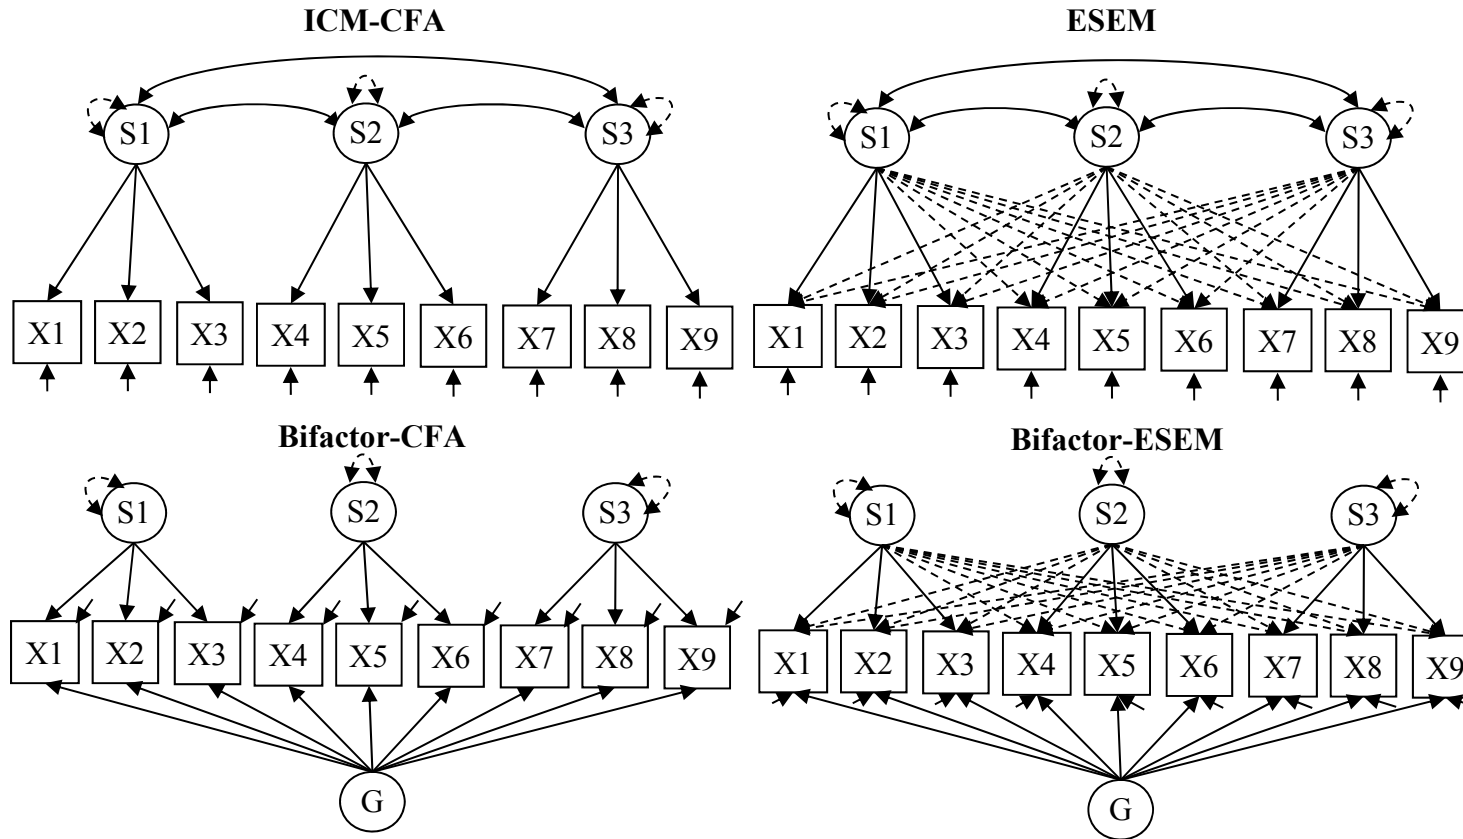 ICM-CFA
S1 S2 S3
X1 X2 X3 X4 X5 X6 X7 X8 X9
ESEM
S1 S2 S3
X1 X2 X3 X4 X5 X6 X7 X8 X9
Bifactor-CFA
S1 S2 S3
X1 X2 X3 X4 X5 X6 X7 X8 X9
G
Bifactor-ESEM
S1 S2 S3
X1 X2 X3 X4 X5 X6 X7 X8 X9
G